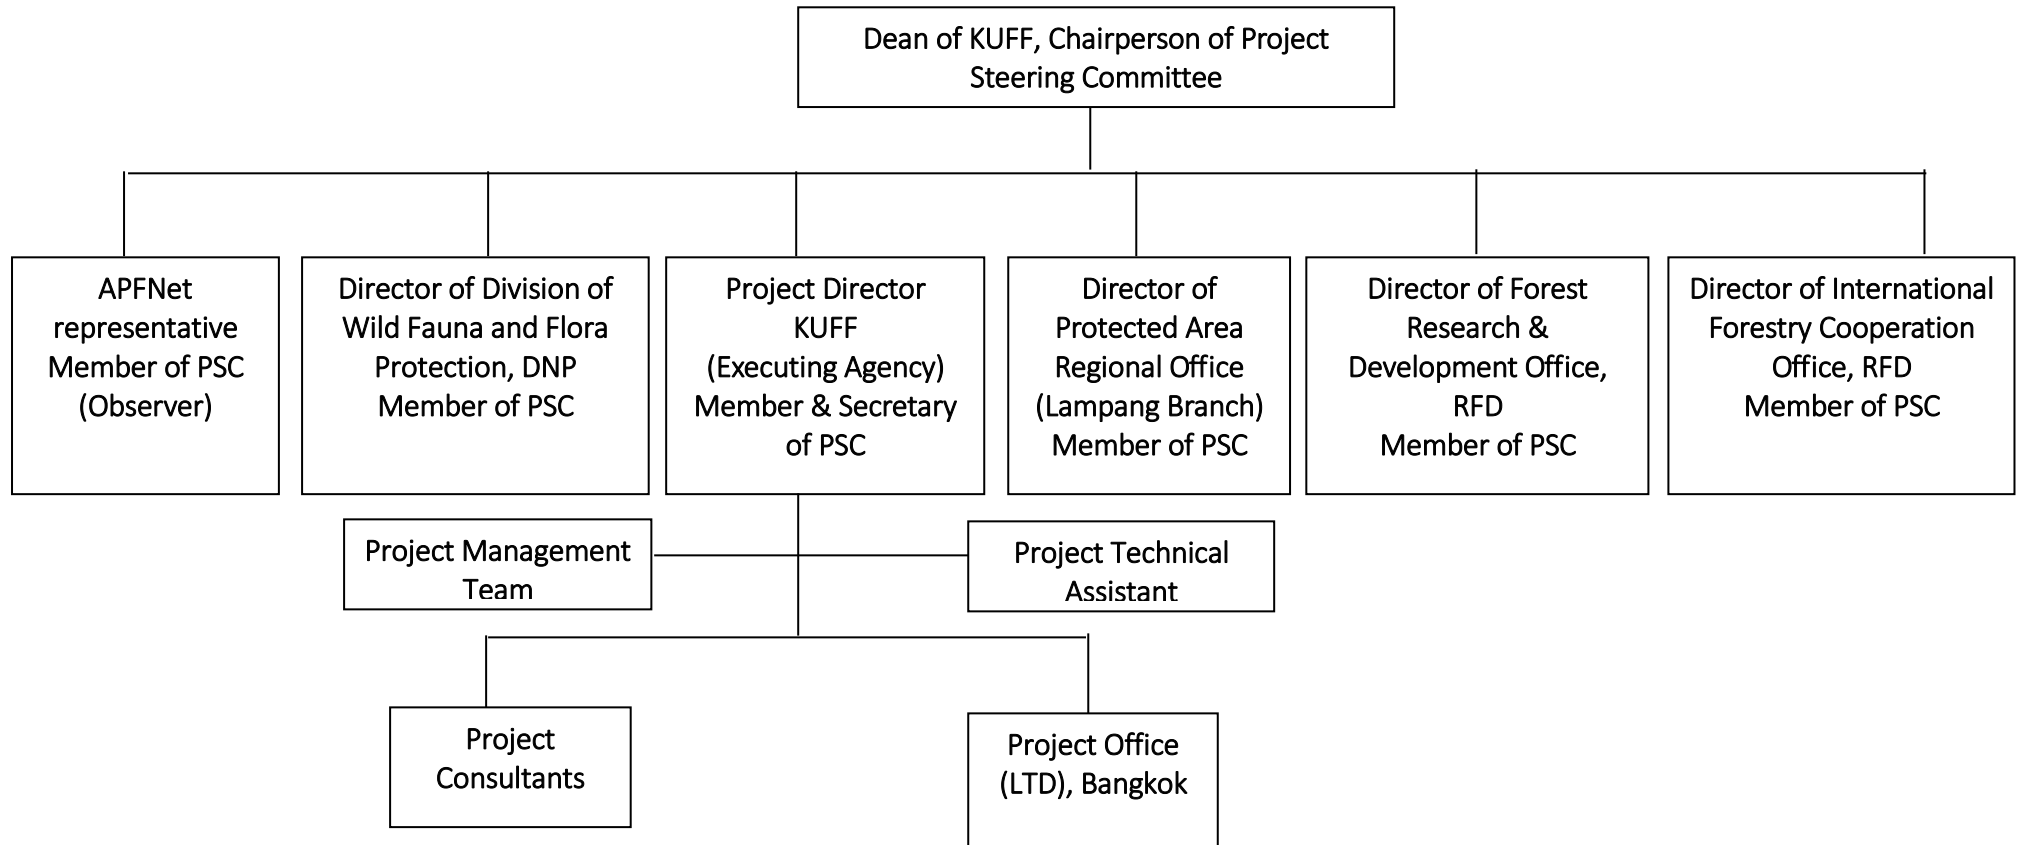 Dean of KUFF, Chairperson of Project
Steering Committee
APFNet
representative
Member of PSC
(Observer)
Director of Division of
Wild Fauna and Flora
Protection, DNP
Member of PSC
Project Director
KUFF
(Executing Agency)
Member & Secretary
of PSC
Director of
Protected Area
Regional Office
(Lampang Branch)
Member of PSC
Director of Forest
Research &
Development Office,
RFD
Member of PSC
Director of International
Forestry Cooperation
Office, RFD
Member of PSC
Project Management
Team
Project Technical
Assistant
Project
Consultants
Project Office
(LTD), Bangkok